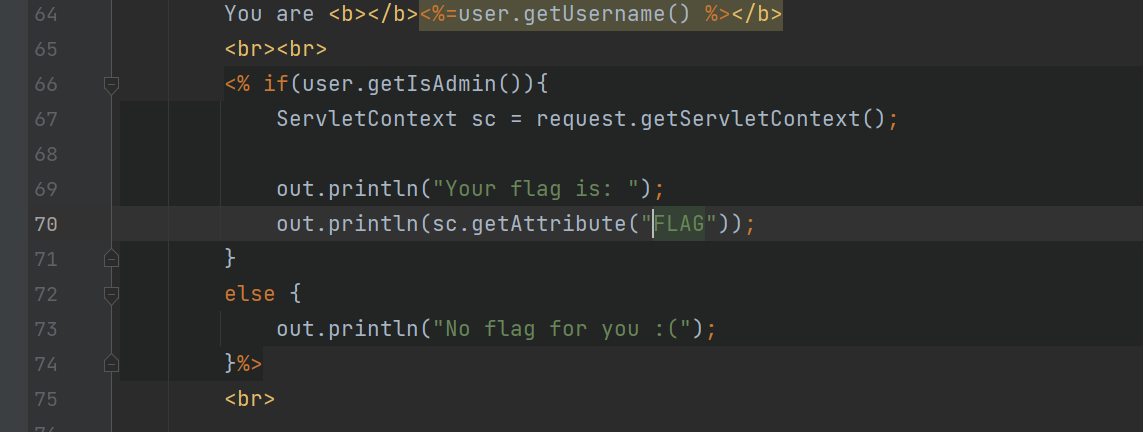 64 You are <b></b><%=user.getUsername() %></b>
65 <br><br>
66 <% if(user.getIsAdmin()){
67 ServletContext sc = request.getServletContext();
68
69 out.println("Your flag is: ");
70 out.println(sc.getAttribute("FLAG"));
71 }
72 else {
73 out.println("No flag for you :(");
74 }%>
75 <br>